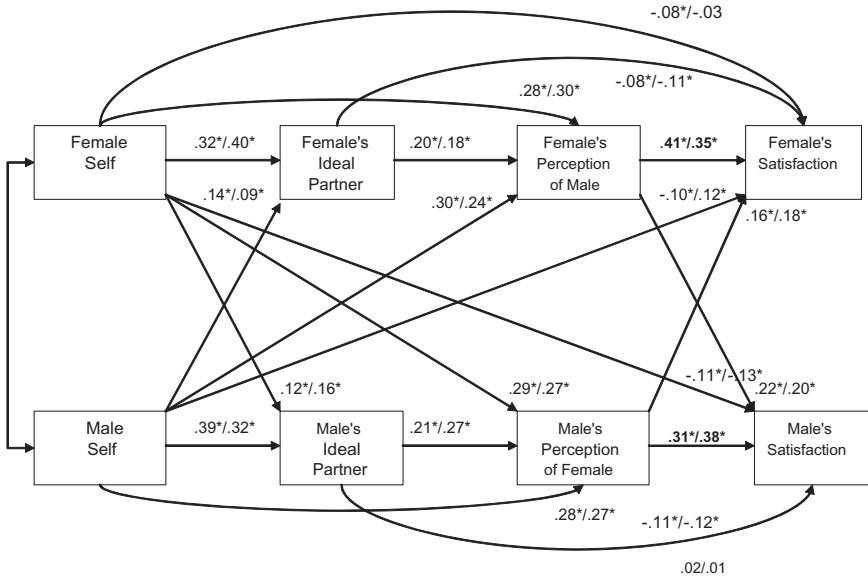 -.08*/-.03
-.08*/-.11*
.28*/.30*
Female
Self
.32*/.40*
Female's
Ideal
Partner
.20*/.18*
Female's
Perception
of Male
.41*/.35*
Female's
Satisfaction
.14*/.09*
.30*/.24*
-.10*/.12*
.16*/.18*
-.11*/-.13*
.12*/.16*
.29*/.27*
.22*/.20*
Male
Self
.39*/.32*
Male's
Ideal
Partner
.21*/.27*
Male's
Perception
of Female
.31*/.38*
Male's
Satisfaction
.28*/.27*
-.11*/-.12*
.02/.01